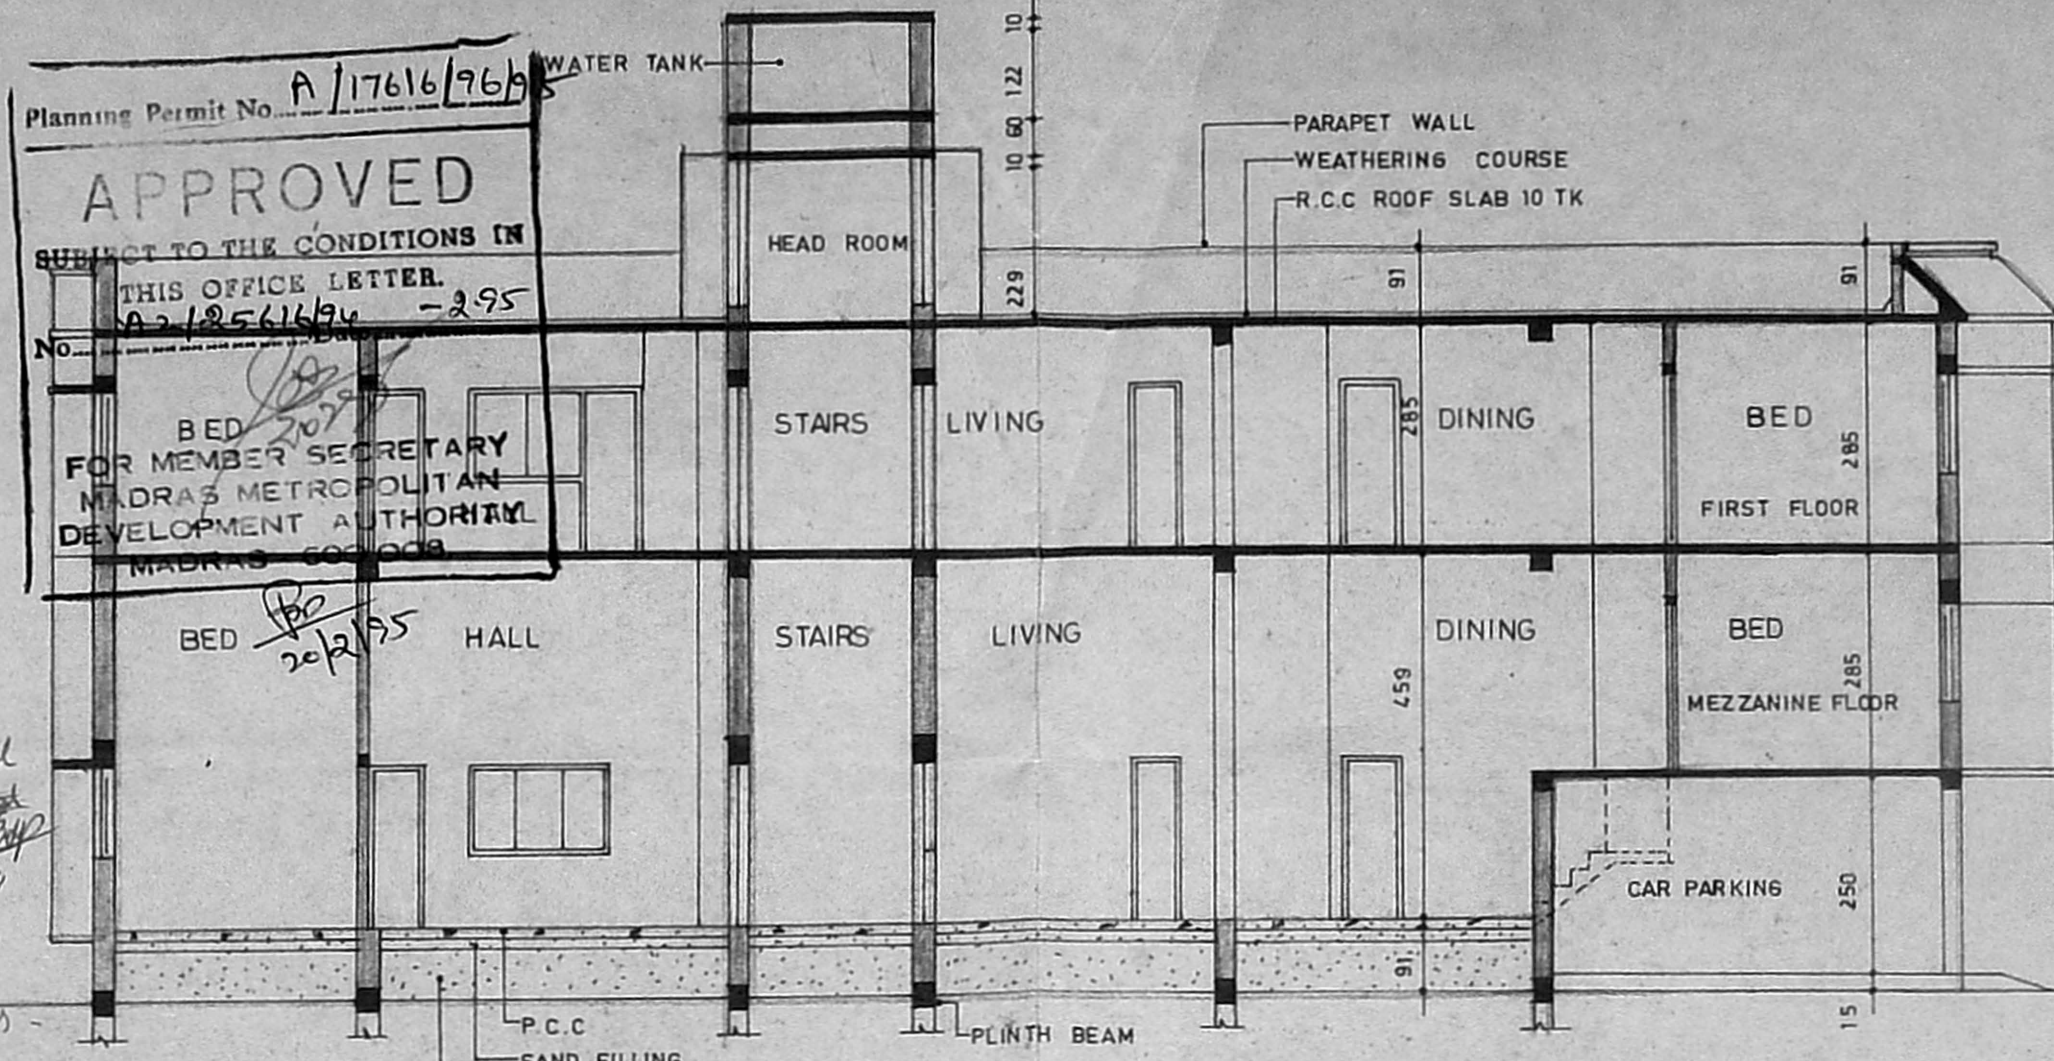 WATER TANK
Planning Permit No. A/17616/96/95
APPROVED
SUBJECT TO THE CONDITIONS IN
THIS OFFICE LETTER.
No. A2/25616/94 -2.95
FOR MEMBER SECRETARY
MADRAS METROPOLITAN
DEVELOPMENT AUTHORITY
MADRAS 600 008
20/2/95
10
122
60
10
229
PARAPET WALL
WEATHERING COURSE
R.C.C ROOF SLAB 10 TK
HEAD ROOM
91
91
BED
STAIRS
LIVING
285
DINING
BED
285
FIRST FLOOR
BED
HALL
STAIRS
LIVING
DINING
BED
459
285
MEZZANINE FLOOR
CAR PARKING
250
91
15
P.C.C
SAND FILLING
PLINTH BEAM